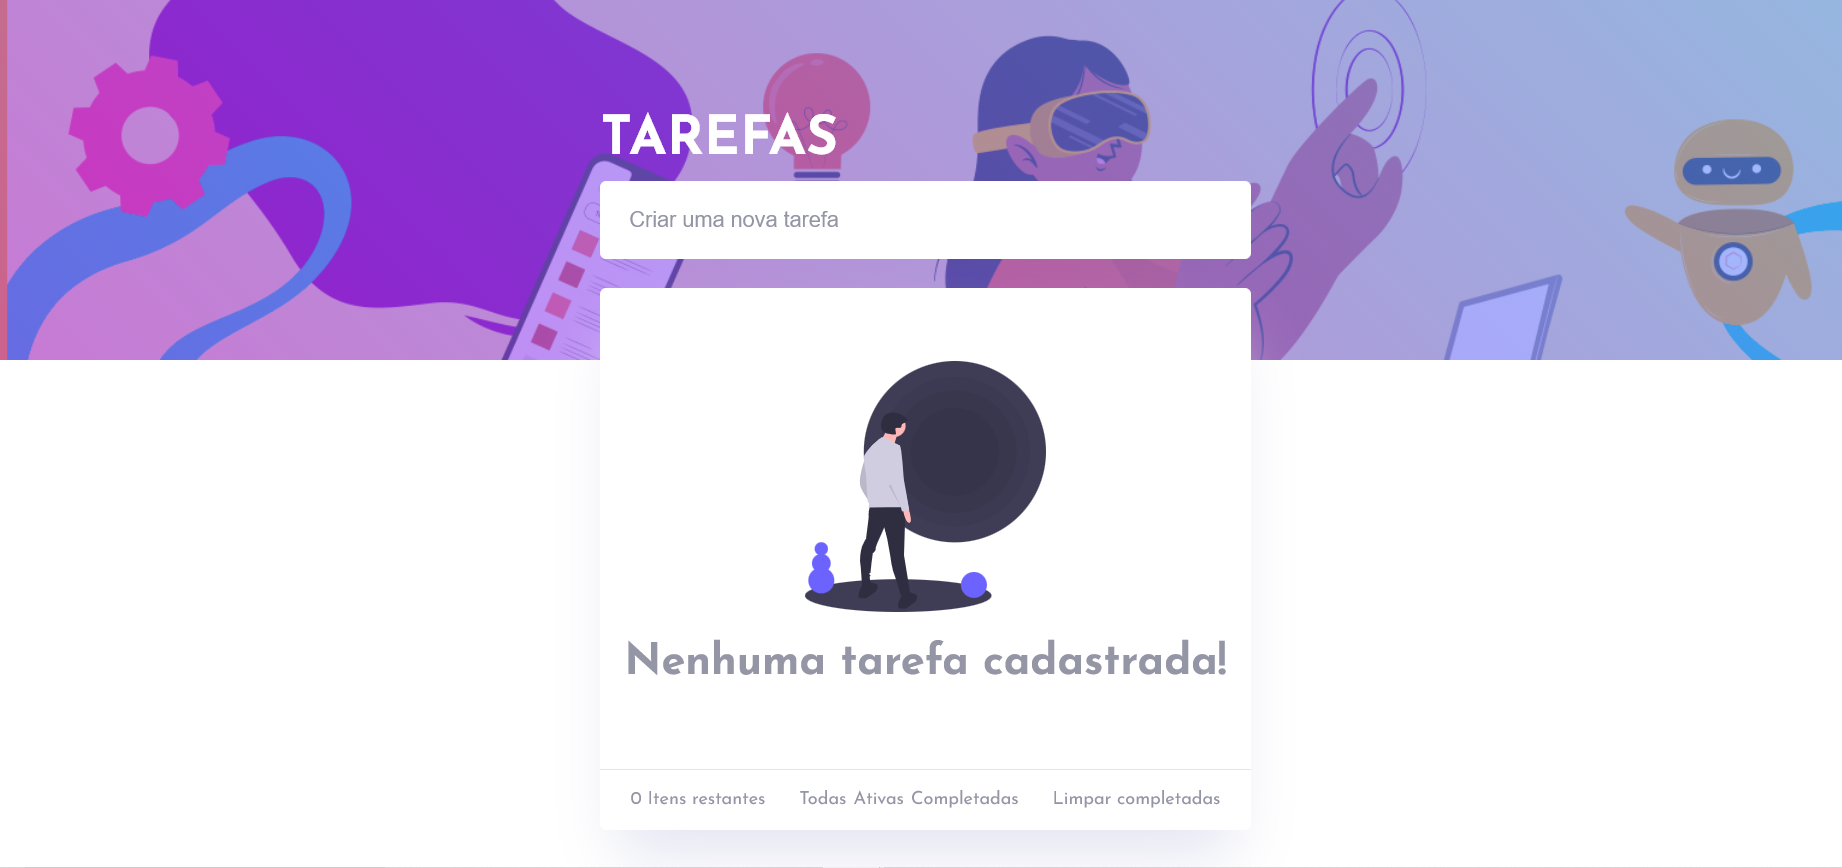 TAREFAS
Criar uma nova tarefa
Nenhuma tarefa cadastrada!
0 Itens restantes Todas Ativas Completadas Limpar completadas